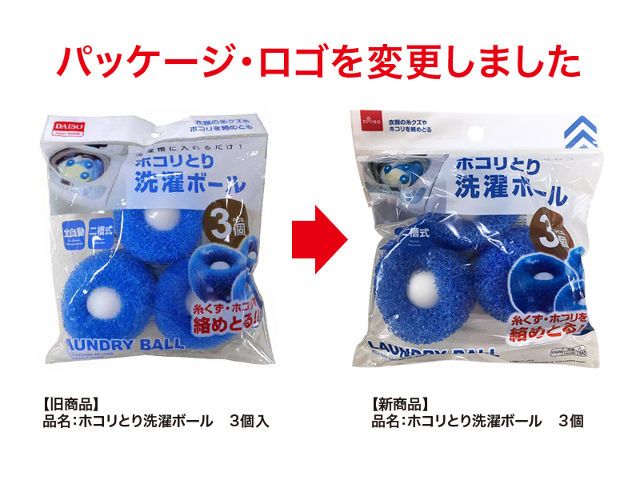 パッケージ・ロゴを変更しました
DAISO
衣類の糸クズや
ホコリを絡めとる
洗濯槽に入れるだけ!
ホコリとり
洗濯ボール
3個
全自動
二槽式
糸くず・ホコリ
絡めとる!!
LAUNDRY BALL
DAISO
衣類の糸クズや
ホコリを絡めとる
ホコリとり
洗濯ボール
3個
二槽式
糸くず・ホコリを
絡めとる!
LAUNDRY BALL
【旧商品】
品名：ホコリとり洗濯ボール　3個入
【新商品】
品名：ホコリとり洗濯ボール　3個